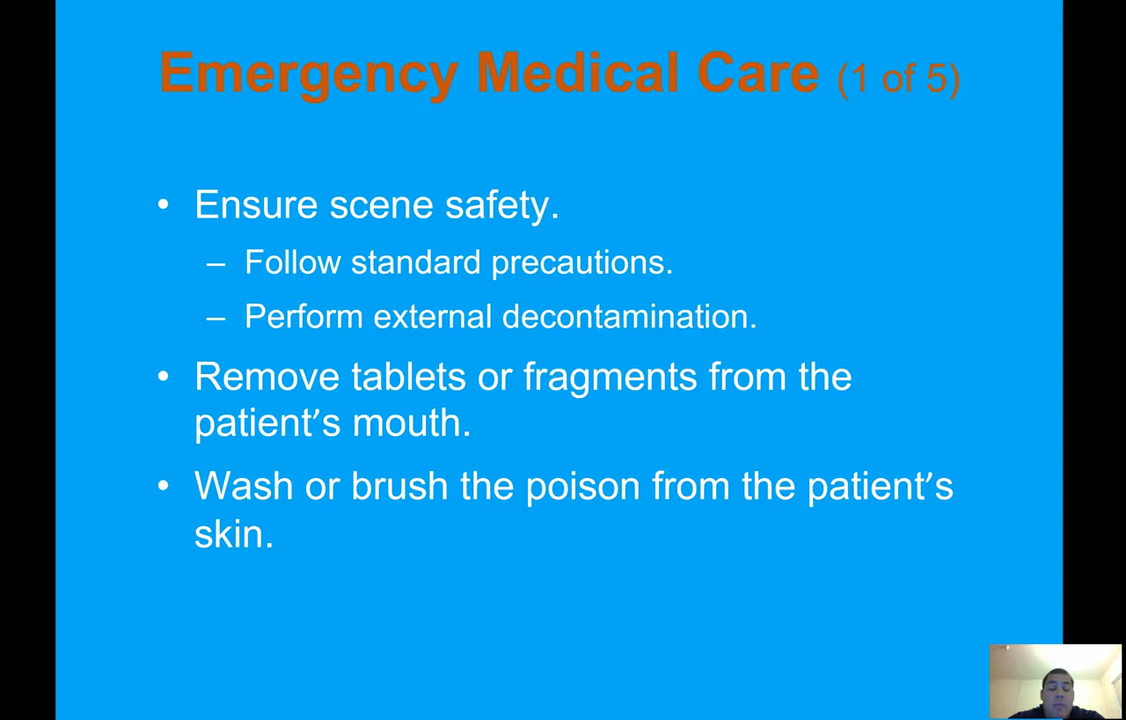 Emergency Medical Care (1 of 5)
• Ensure scene safety.
– Follow standard precautions.
– Perform external decontamination.
• Remove tablets or fragments from the
patient’s mouth.
• Wash or brush the poison from the patient’s
skin.